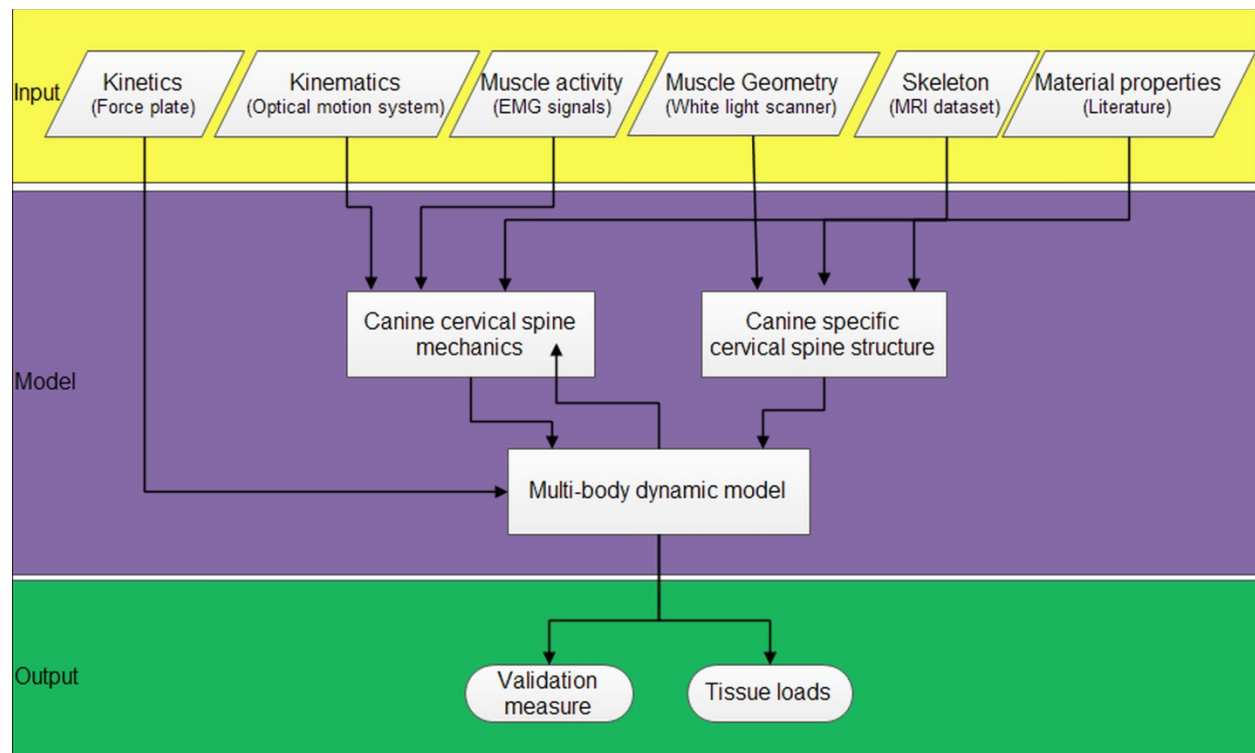 Input
Kinetics
(Force plate)
Kinematics
(Optical motion system)
Muscle activity
(EMG signals)
Muscle Geometry
(White light scanner)
Skeleton
(MRI dataset)
Material properties
(Literature)
Model
Canine cervical spine
mechanics
Canine specific
cervical spine structure
Multi-body dynamic model
Output
Validation
measure
Tissue loads